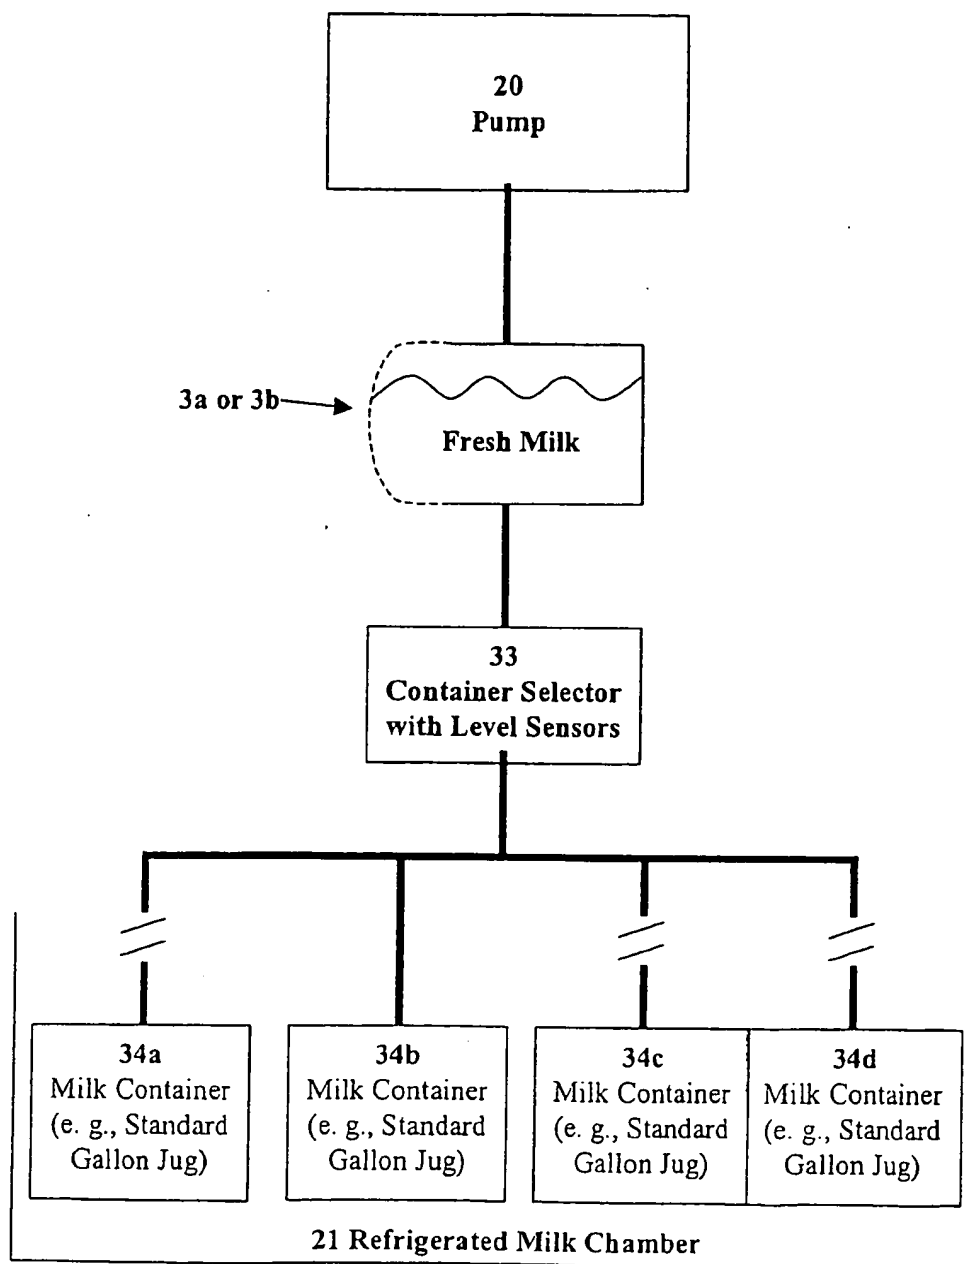 20
Pump
3a or 3b
Fresh Milk
33
Container Selector
with Level Sensors
34a
Milk Container
(e. g., Standard
Gallon Jug)
34b
Milk Container
(e. g., Standard
Gallon Jug)
34c
Milk Container
(e. g., Standard
Gallon Jug)
34d
Milk Container
(e. g., Standard
Gallon Jug)
21 Refrigerated Milk Chamber